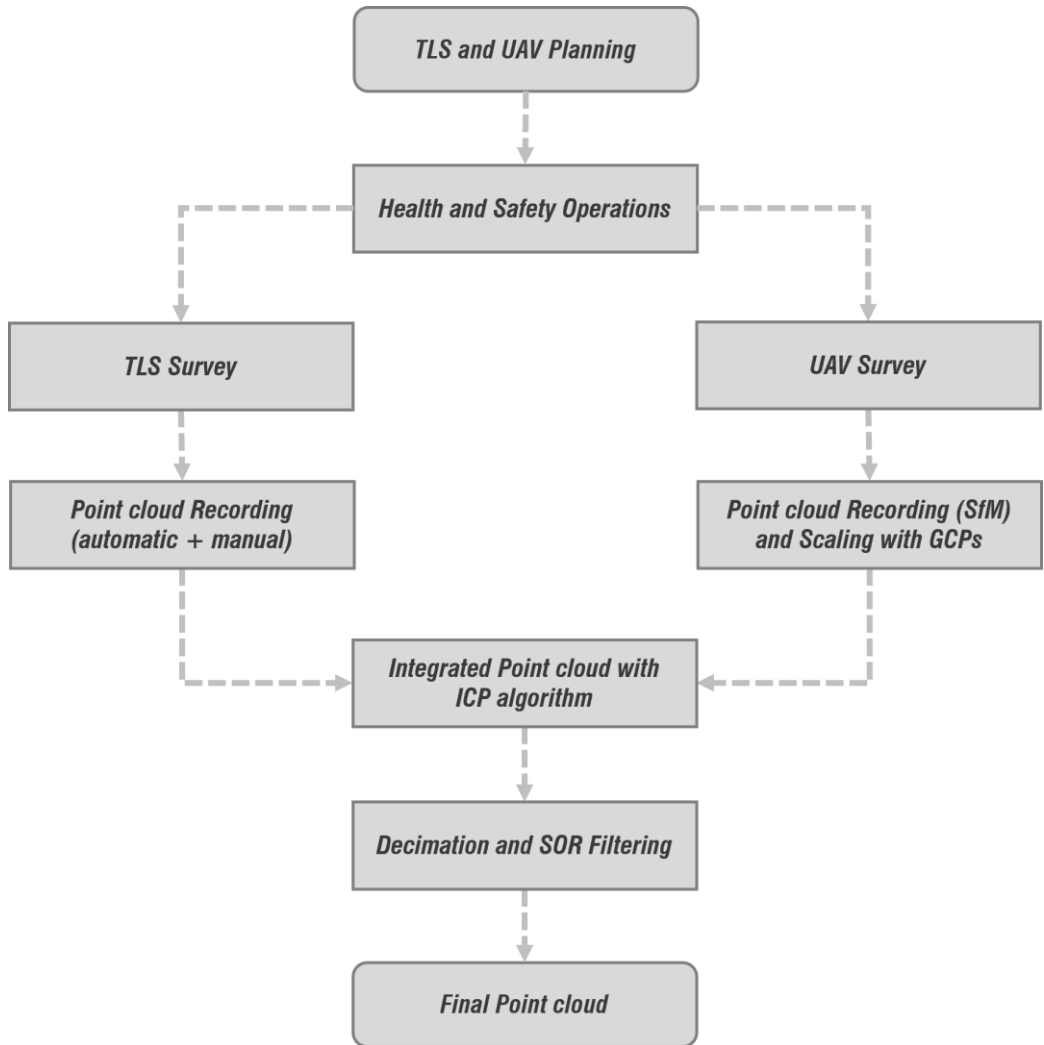 TLS and UAV Planning
Health and Safety Operations
TLS Survey
UAV Survey
Point cloud Recording
(automatic + manual)
Point cloud Recording (SfM)
and Scaling with GCPs
Integrated Point cloud with
ICP algorithm
Decimation and SOR Filtering
Final Point cloud